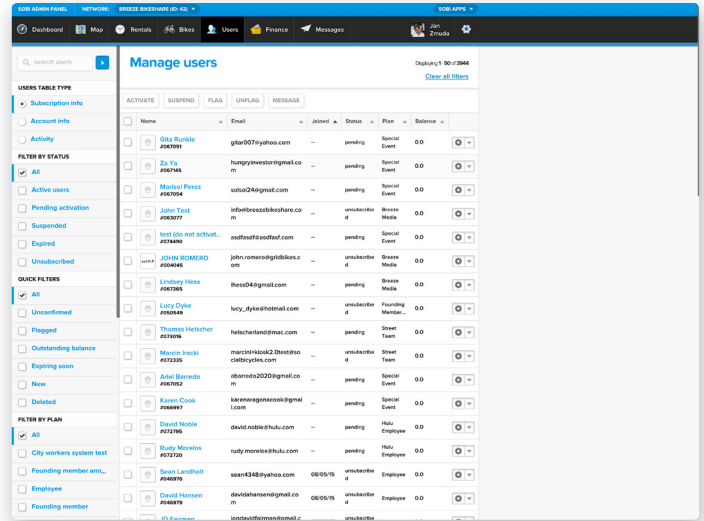 SOBI ADMIN PANEL NETWORK: BREEZE BIKESHARE (ID: 42) SOBI APPS
Dashboard Map Rentals Bikes Users Finance Messages Jan Zmuda
search users
Manage users
Displaying 1- 50 of 3944
Clear all filters
USERS TABLE TYPE
Subscription info
Account info
Activity
FILTER BY STATUS
All
Active users
Pending activation
Suspended
Expired
Unsubscribed
QUICK FILTERS
All
Unconfirmed
Flagged
Outstanding balance
Expiring soon
New
Deleted
FILTER BY PLAN
All
City workers system test
Founding member ann...
Employee
Founding member
ACTIVATE SUSPEND FLAG UNFLAG MESSAGE
Name Email Joined Status Plan Balance
Gita Runkle #067051 gitar007@yahoo.com – pending Special Event 0.0
Za Ya #067145 hungryinvestor@gmail.com – pending Special Event 0.0
Marisol Perez #067054 solsol24@gmail.com – pending Special Event 0.0
John Test #063077 info@breezebikeshare.com – unsubscribed Breeze Media 0.0
test (do not activat... #074490 asdfasdf@asdfasf.com – pending Special Event 0.0
JOHN ROMERO #004045 john.romero@gridbikes.com – unsubscribed Breeze Media 0.0
Lindsey Hess #067365 lhess04@gmail.com – pending Breeze Media 0.0
Lucy Dyke #050549 lucy_dyke@hotmail.com – unsubscribed Founding Member... 0.0
Thomas Helscher #073016 helscherland@mac.com – pending Street Team 0.0
Marcin Iracki #072335 marcini+kiosk2.0test@socialbicycles.com – unsubscribed Street Team 0.0
Ariel Barredo #067052 abarredo2020@gmail.com – pending Special Event 0.0
Karen Cook #066997 karenaragonacook@gmail.com – pending Special Event 0.0
David Noble #072795 david.noble@hulu.com – pending Hulu Employee 0.0
Rudy Morelos #072720 rudy.morelos@hulu.com – pending Hulu Employee 0.0
Sean Landholt #046976 sean4348@yahoo.com 08/05/15 unsubscribed Employee 0.0
David Hansen #046979 davidahansen@gmail.com 08/05/15 unsubscribed Employee 0.0
JD Fairman jondavidfairman@gmail.c unsubscribe